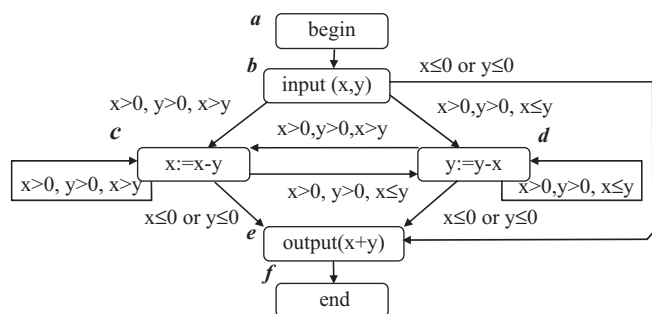 a
begin
b
input (x,y)
x≤0 or y≤0
x>0, y>0, x>y
x>0,y>0, x≤y
c
x>0,y>0,x>y
d
x:=x-y
y:=y-x
x>0, y>0, x>y
x>0, y>0, x≤y
x>0,y>0, x≤y
x≤0 or y≤0
x≤0 or y≤0
e
output(x+y)
f
end